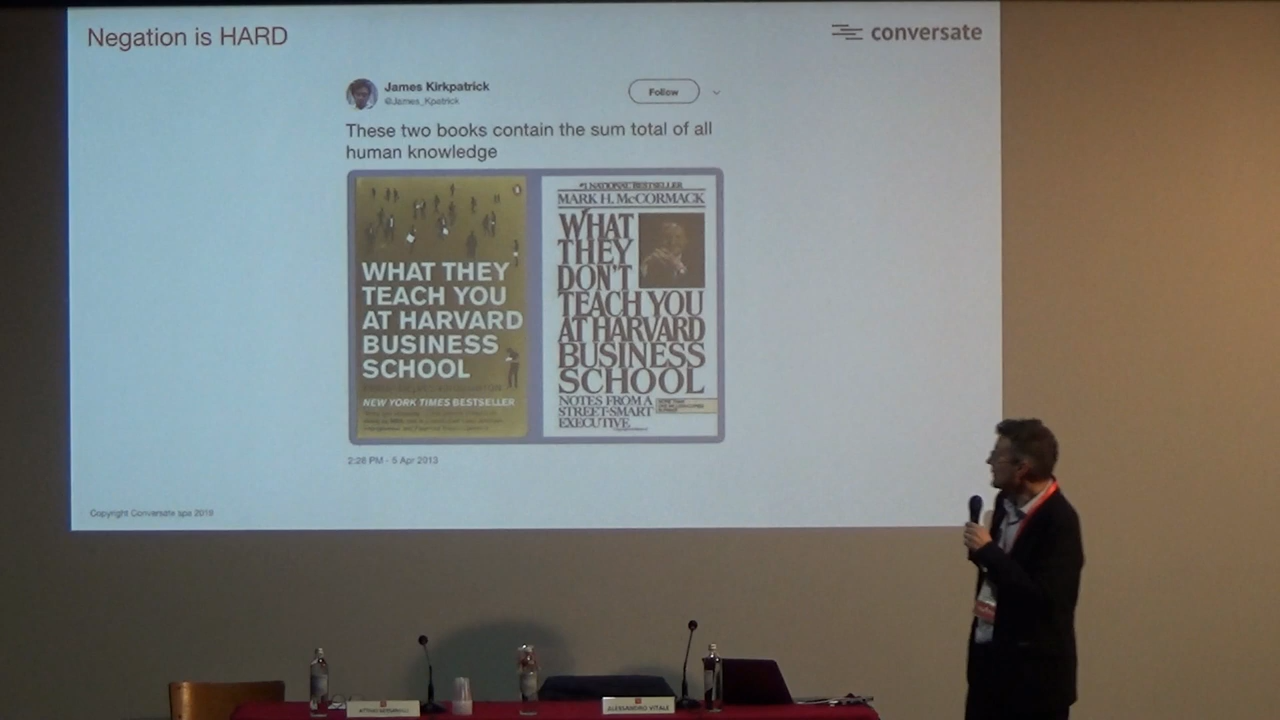 Negation is HARD
conversate
James Kirkpatrick
@James_Kpatrick
Follow
These two books contain the sum total of all
human knowledge
WHAT THEY
TEACH YOU
AT HARVARD
BUSINESS
SCHOOL
NEW YORK TIMES BESTSELLER
#1 NATIONAL BESTSELLER
MARK H. McCORMACK
WHAT
THEY
DON'T
TEACH YOU
AT HARVARD
BUSINESS
SCHOOL
NOTES FROM A
STREET-SMART
EXECUTIVE
2:28 PM - 5 Apr 2013
Copyright Conversate spa 2018
ALESSANDRO VITALE